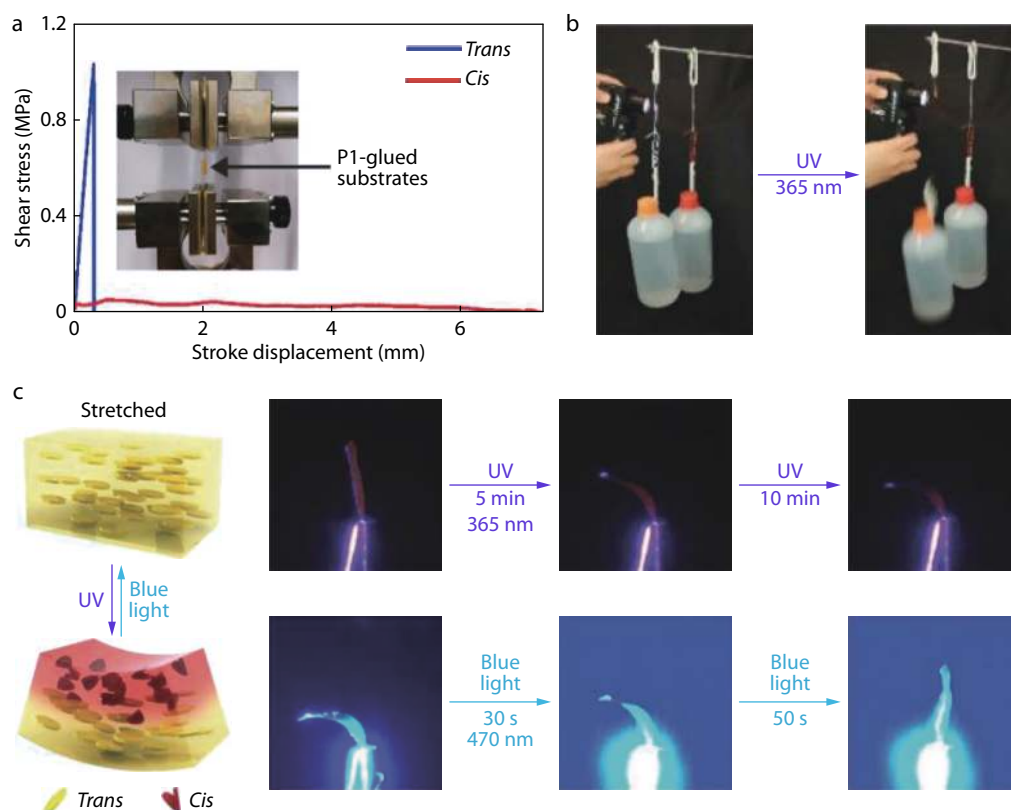 a
1.2
0.8
0.4
0
0
2
4
6
Shear stress (MPa)
Stroke displacement (mm)
Trans
Cis
P1-glued
substrates
b
UV
365 nm
c
Stretched
UV
Blue
light
Trans
Cis
UV
5 min
365 nm
UV
10 min
Blue
light
30 s
470 nm
Blue
light
50 s